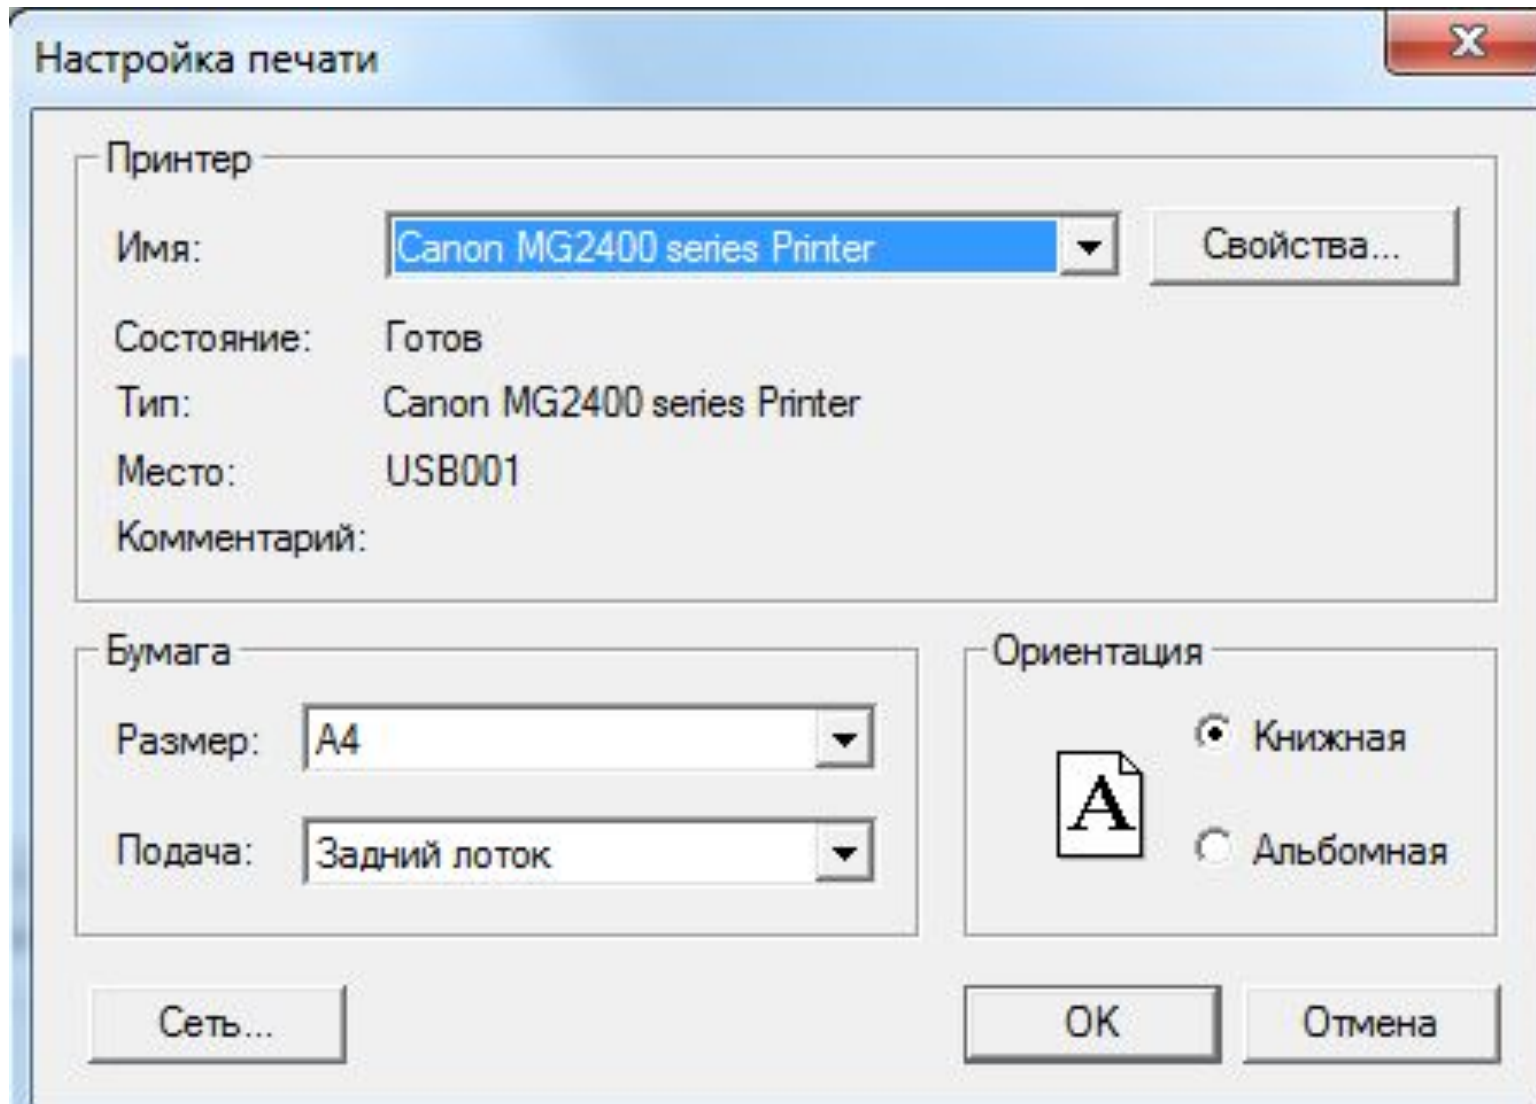 Настройка печати
Принтер
Имя: Canon MG2400 series Printer Свойства...
Состояние: Готов
Тип: Canon MG2400 series Printer
Место: USB001
Комментарий:
Бумага
Размер: A4
Подача: Задний лоток
Ориентация
A
Книжная
Альбомная
Сеть...
OK
Отмена